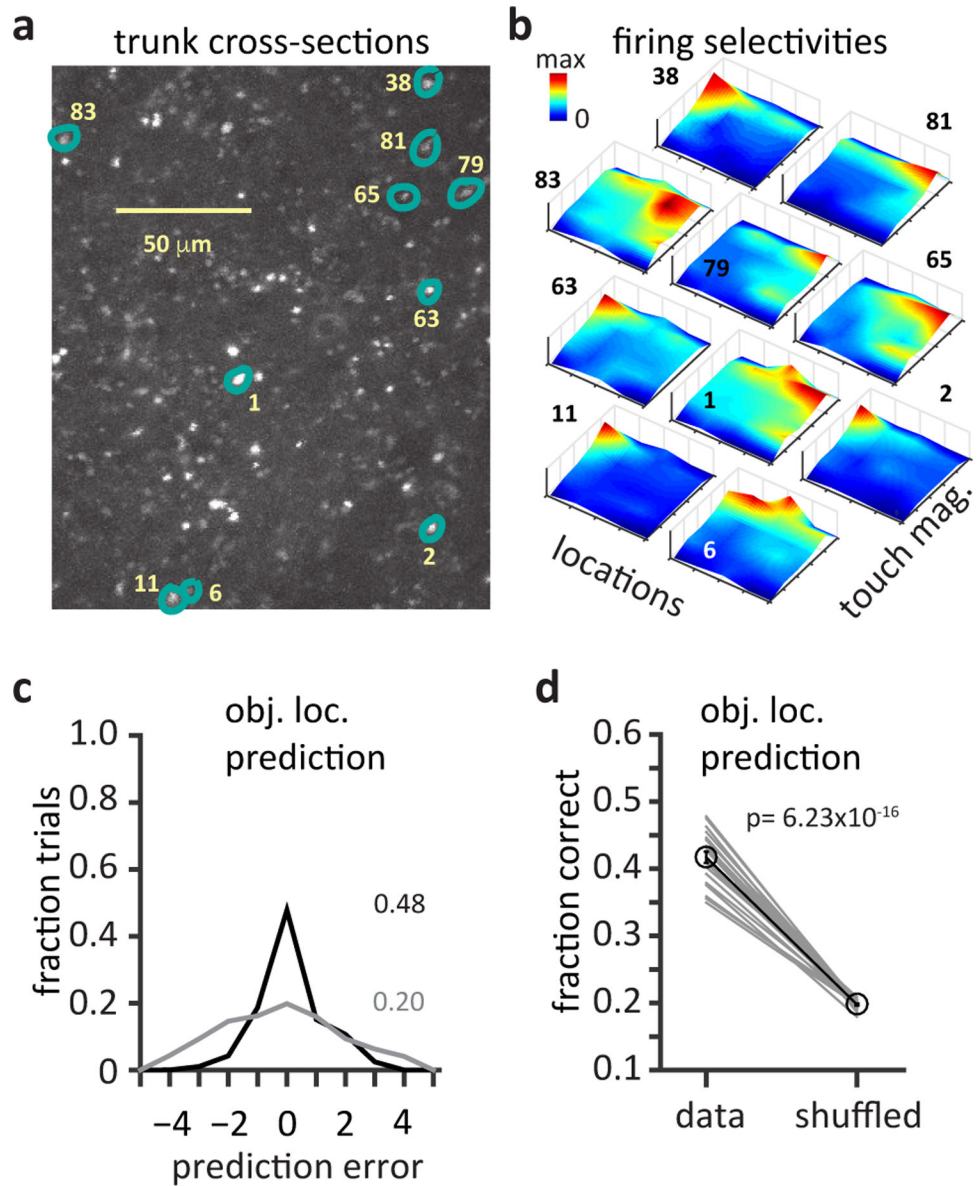 a
trunk cross-sections
38
83
81
79
65
50 μm
63
1
2
11
6
b
firing selectivities
max
0
38
81
83
79
65
63
1
2
11
6
locations
touch mag.
c
obj. loc.
prediction
1.0
0.8
0.6
0.4
0.2
0
fraction trials
0.48
0.20
−4
−2
0
2
4
prediction error
d
obj. loc.
prediction
0.6
0.5
0.4
0.3
0.2
0.1
fraction correct
p= 6.23x10⁻¹⁶
data
shuffled